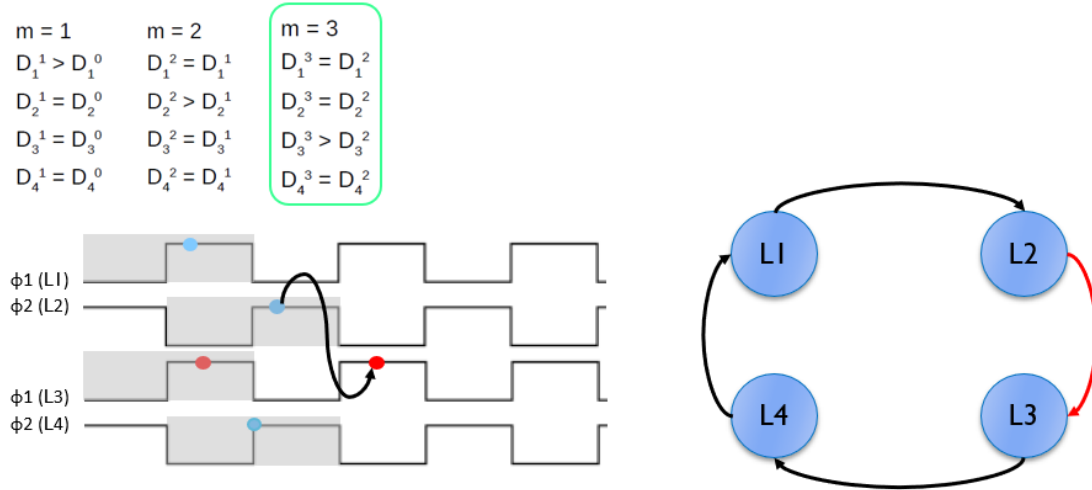 m = 1
D₁¹ > D₁⁰
D₂¹ = D₂⁰
D₃¹ = D₃⁰
D₄¹ = D₄⁰
m = 2
D₁² = D₁¹
D₂² > D₂¹
D₃² = D₃¹
D₄² = D₄¹
m = 3
D₁³ = D₁²
D₂³ = D₂²
D₃³ > D₃²
D₄³ = D₄²
ϕ1 (L1)
ϕ2 (L2)
ϕ1 (L3)
ϕ2 (L4)
L1
L2
L4
L3